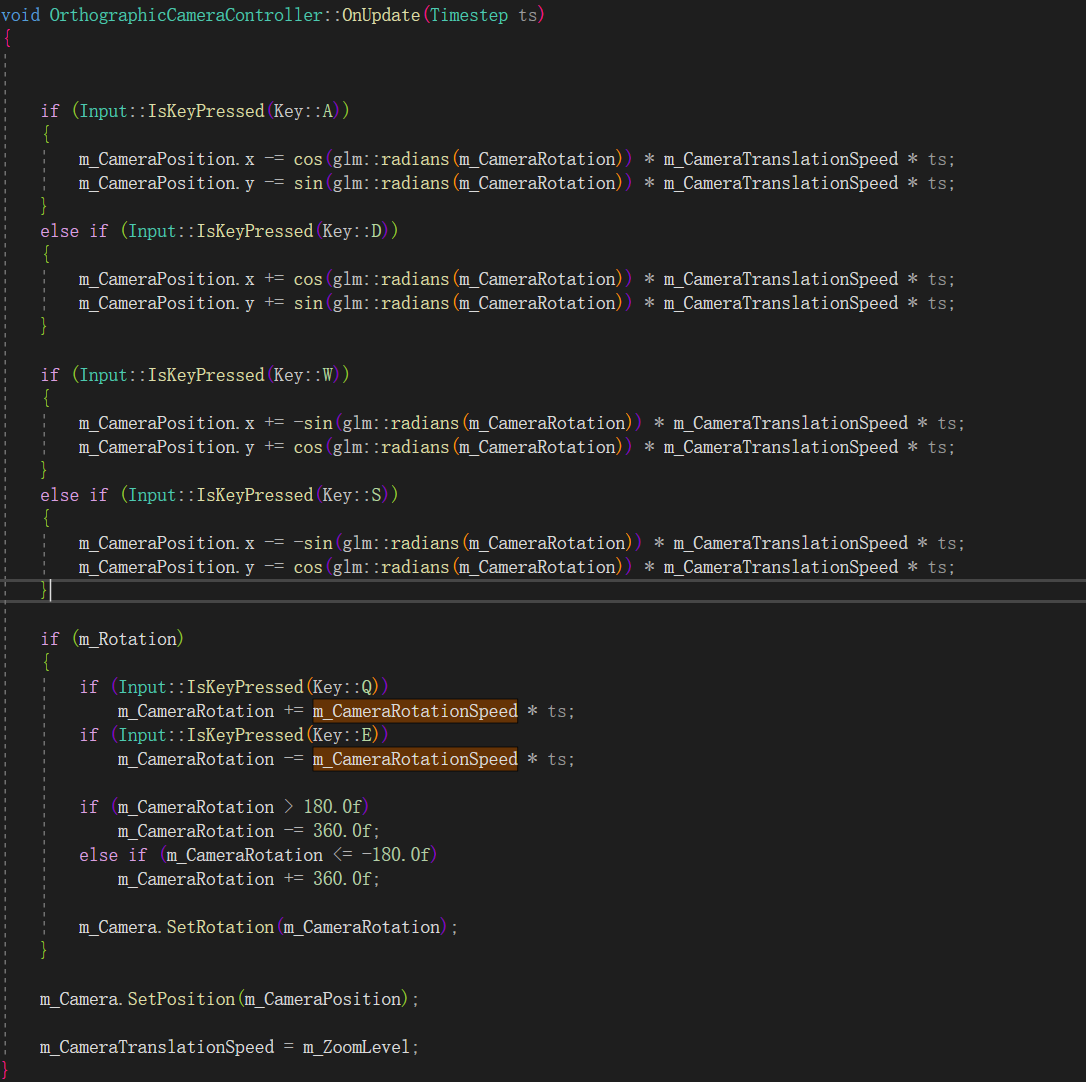 void OrthographicCameraController::OnUpdate(Timestep ts)
{
if (Input::IsKeyPressed(Key::A))
{
m_CameraPosition.x -= cos(glm::radians(m_CameraRotation)) * m_CameraTranslationSpeed * ts;
m_CameraPosition.y -= sin(glm::radians(m_CameraRotation)) * m_CameraTranslationSpeed * ts;
}
else if (Input::IsKeyPressed(Key::D))
{
m_CameraPosition.x += cos(glm::radians(m_CameraRotation)) * m_CameraTranslationSpeed * ts;
m_CameraPosition.y += sin(glm::radians(m_CameraRotation)) * m_CameraTranslationSpeed * ts;
}
if (Input::IsKeyPressed(Key::W))
{
m_CameraPosition.x += -sin(glm::radians(m_CameraRotation)) * m_CameraTranslationSpeed * ts;
m_CameraPosition.y += cos(glm::radians(m_CameraRotation)) * m_CameraTranslationSpeed * ts;
}
else if (Input::IsKeyPressed(Key::S))
{
m_CameraPosition.x -= -sin(glm::radians(m_CameraRotation)) * m_CameraTranslationSpeed * ts;
m_CameraPosition.y -= cos(glm::radians(m_CameraRotation)) * m_CameraTranslationSpeed * ts;
}
if (m_Rotation)
{
if (Input::IsKeyPressed(Key::Q))
m_CameraRotation += m_CameraRotationSpeed * ts;
if (Input::IsKeyPressed(Key::E))
m_CameraRotation -= m_CameraRotationSpeed * ts;
if (m_CameraRotation > 180.0f)
m_CameraRotation -= 360.0f;
else if (m_CameraRotation <= -180.0f)
m_CameraRotation += 360.0f;
m_Camera.SetRotation(m_CameraRotation);
}
m_Camera.SetPosition(m_CameraPosition);
m_CameraTranslationSpeed = m_ZoomLevel;
}